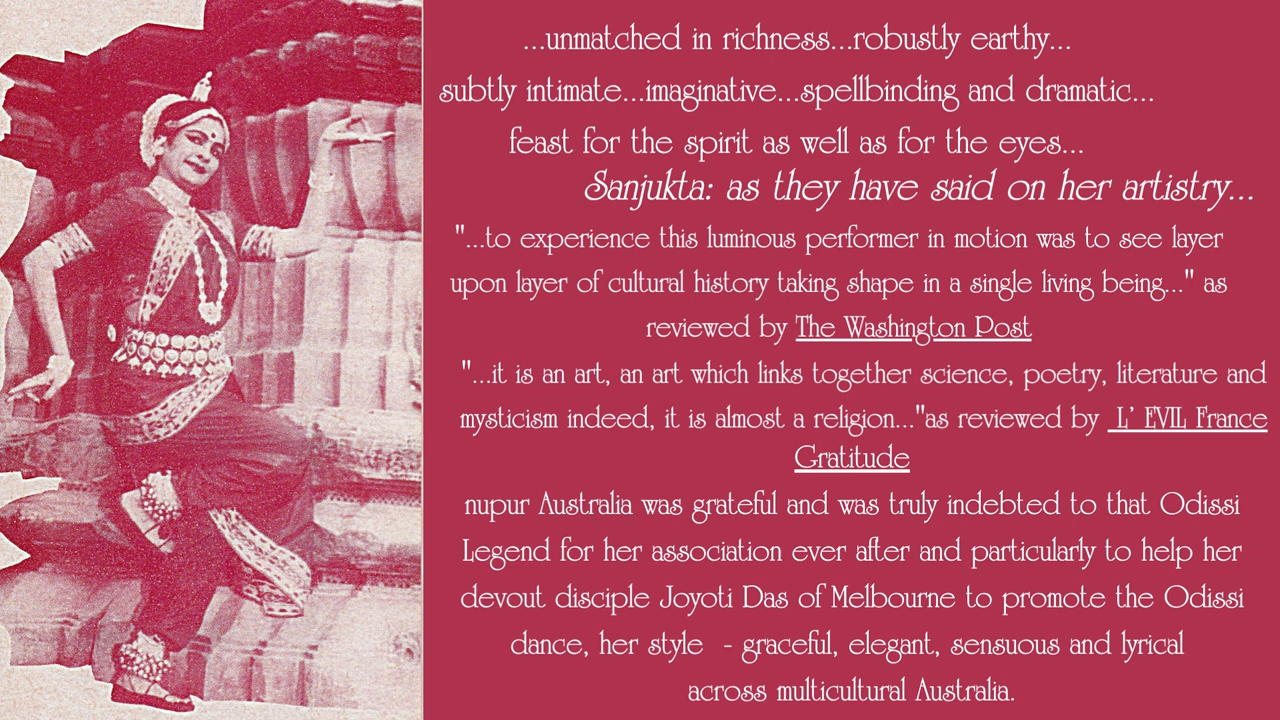 ...unmatched in richness...robustly earthy...
subtly intimate...imaginative...spellbinding and dramatic...
feast for the spirit as well as for the eyes...
Sanjukta: as they have said on her artistry...
"...to experience this luminous performer in motion was to see layer
upon layer of cultural history taking shape in a single living being..." as
reviewed by The Washington Post
"...it is an art, an art which links together science, poetry, literature and
mysticism indeed, it is almost a religion..."as reviewed by L' EVIL France
Gratitude
nupur Australia was grateful and was truly indebted to that Odissi
Legend for her association ever after and particularly to help her
devout disciple Joyoti Das of Melbourne to promote the Odissi
dance, her style - graceful, elegant, sensuous and lyrical
across multicultural Australia.